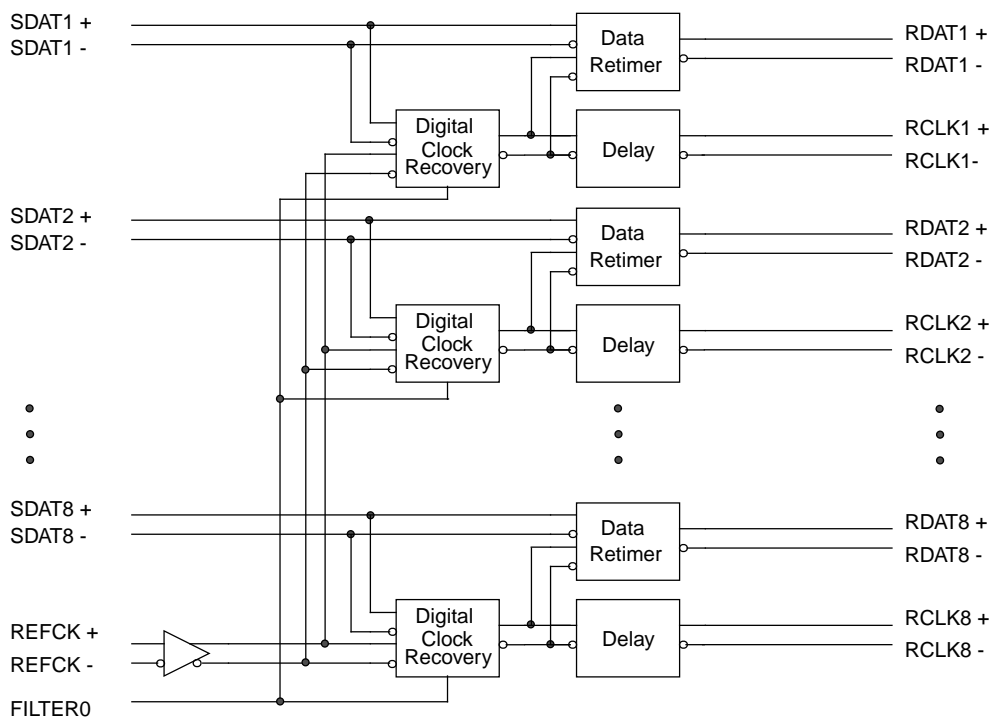 SDAT1 +
SDAT1 -
Data
Retimer
RDAT1 +
RDAT1 -
Digital
Clock
Recovery
Delay
RCLK1 +
RCLK1-
SDAT2 +
SDAT2 -
Data
Retimer
RDAT2 +
RDAT2 -
Digital
Clock
Recovery
Delay
RCLK2 +
RCLK2 -
SDAT8 +
SDAT8 -
Data
Retimer
RDAT8 +
RDAT8 -
Digital
Clock
Recovery
Delay
RCLK8 +
RCLK8 -
REFCK +
REFCK -
FILTER0